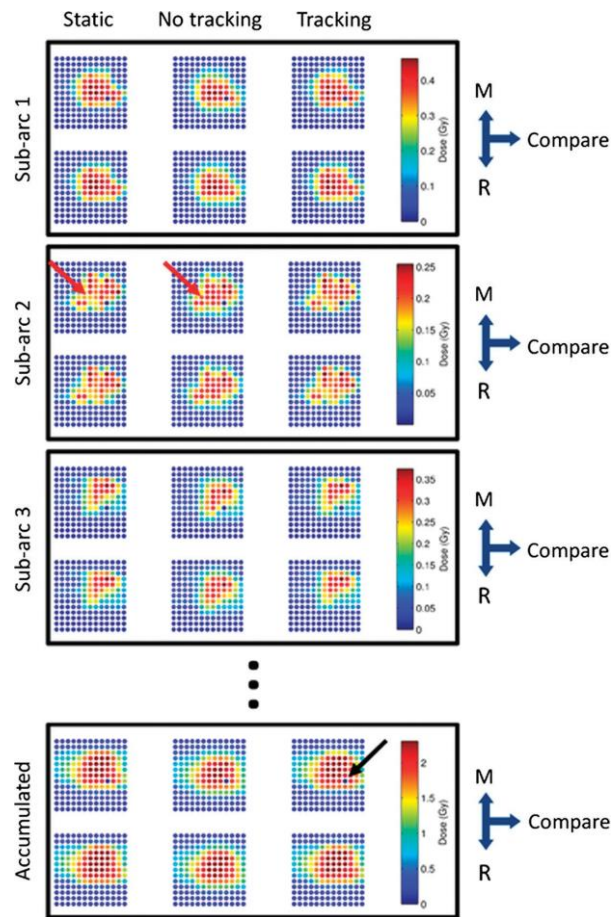 Static No tracking Tracking
Sub-arc 1
0.4
0.3
0.2
0.1
0
Dose (Gy)
M
Compare
R
Sub-arc 2
0.25
0.2
0.15
0.1
0.05
Dose (Gy)
M
Compare
R
Sub-arc 3
0.35
0.3
0.25
0.2
0.15
0.1
0.05
0
Dose (Gy)
M
Compare
R
Accumulated
2
1.5
1
0.5
0
Dose (Gy)
M
Compare
R